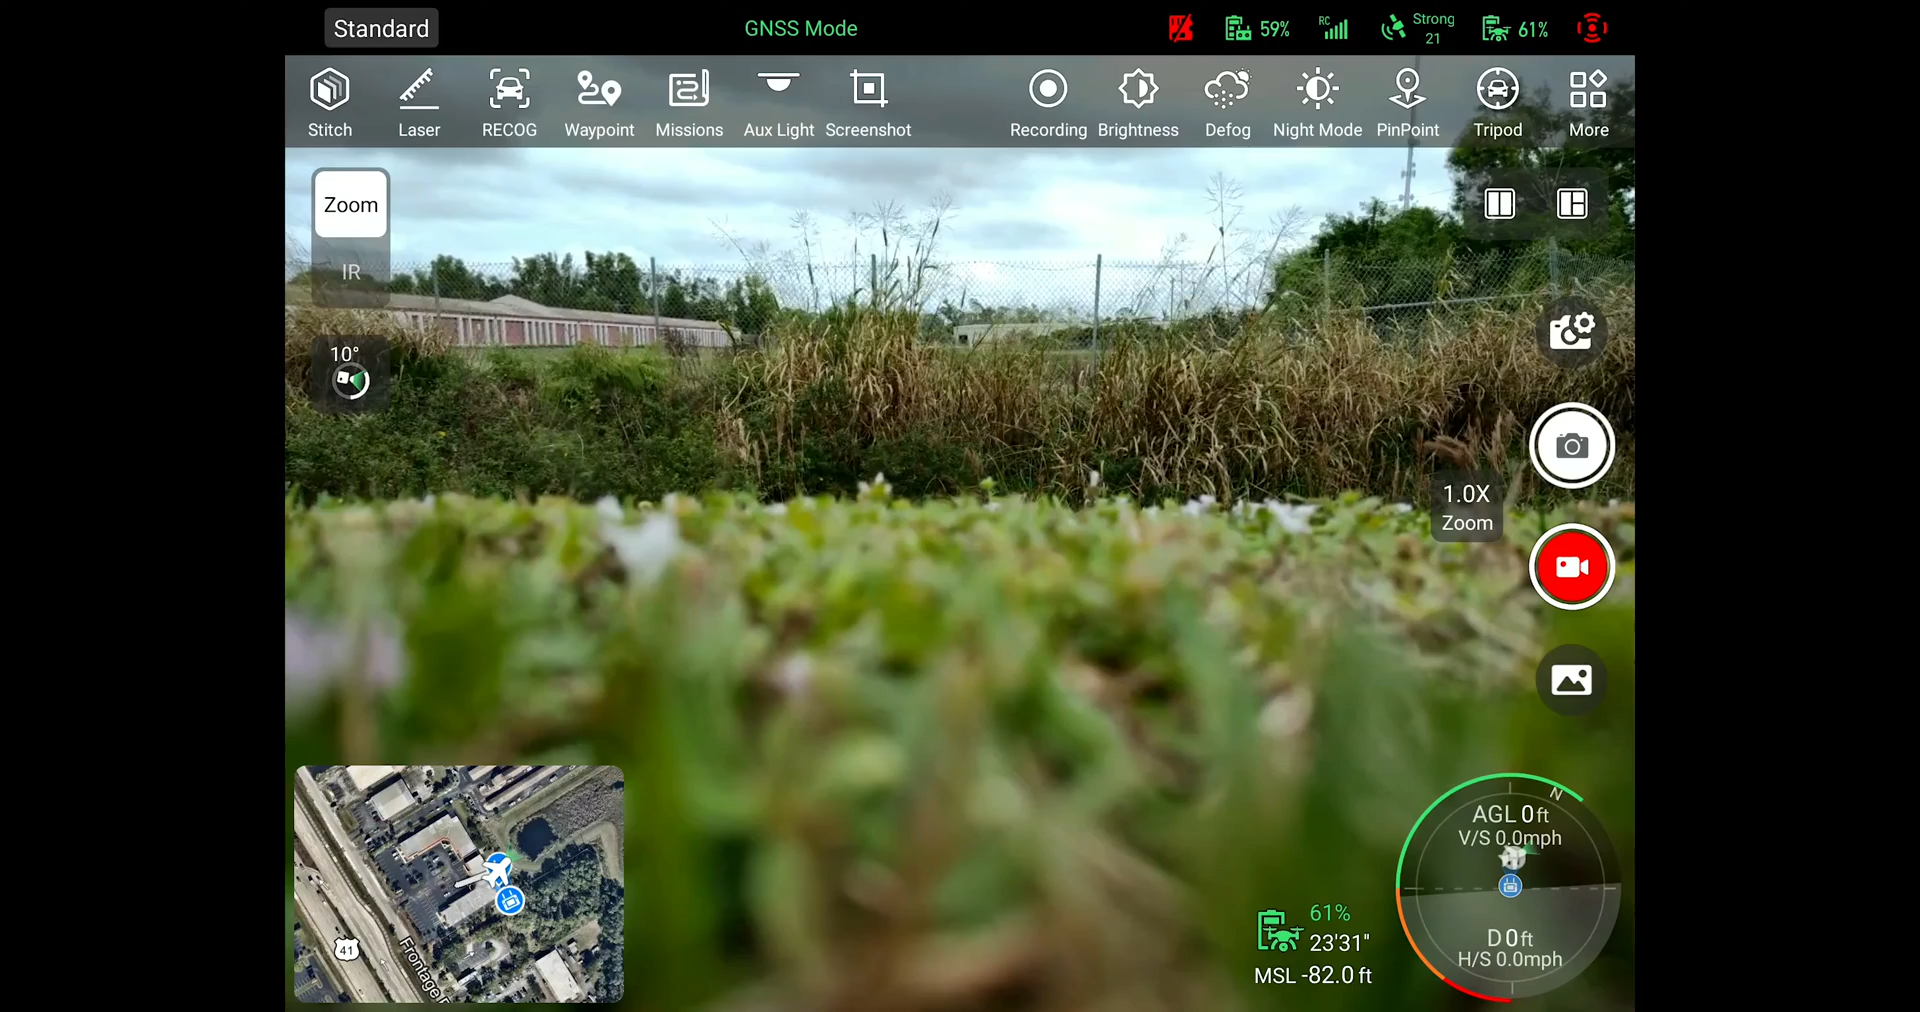 Standard
GNSS Mode
59%
RC
Strong
21
61%
Stitch
Laser
RECOG
Waypoint
Missions
Aux Light
Screenshot
Recording
Brightness
Defog
Night Mode
PinPoint
Tripod
More
Zoom
IR
10°
1.0X
Zoom
N
AGL 0 ft
V/S 0.0mph
D 0 ft
H/S 0.0mph
61%
23'31"
MSL -82.0 ft
41
Frontage